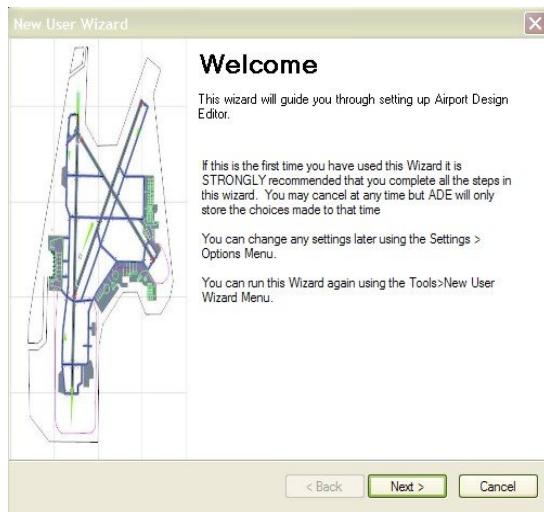 New User Wizard
Welcome
This wizard will guide you through setting up Airport Design
Editor.
If this is the first time you have used this Wizard it is
STRONGLY recommended that you complete all the steps in
this wizard. You may cancel at any time but ADE will only
store the choices made to that time
You can change any settings later using the Settings >
Options Menu.
You can run this Wizard again using the Tools>New User
Wizard Menu.
< Back
Next >
Cancel